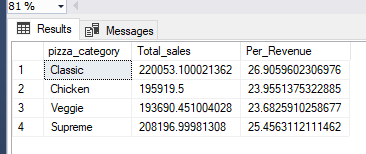 81 %
Results Messages
pizza_category Total_sales Per_Revenue
1 Classic 220053.100021362 26.9059602306976
2 Chicken 195919.5 23.9551375322885
3 Veggie 193690.451004028 23.6825910258677
4 Supreme 208196.99981308 25.4563112111462